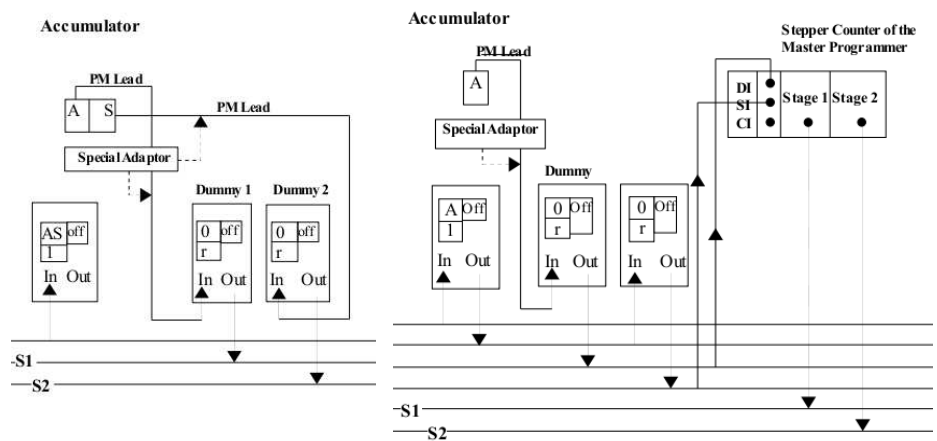 Accumulator
PM Lead
A S
PM Lead
Special Adaptor
Dummy 1 Dummy 2
AS off
1
In Out
0 off
r
In Out
0 off
r
In Out
S1
S2
Accumulator
PM Lead
A
Special Adaptor
Dummy
A Off
1
In Out
0 Off
r
In Out
0 Off
r
In Out
Stepper Counter of the
Master Programmer
DI
SI
CI
Stage 1 Stage 2
S1
S2